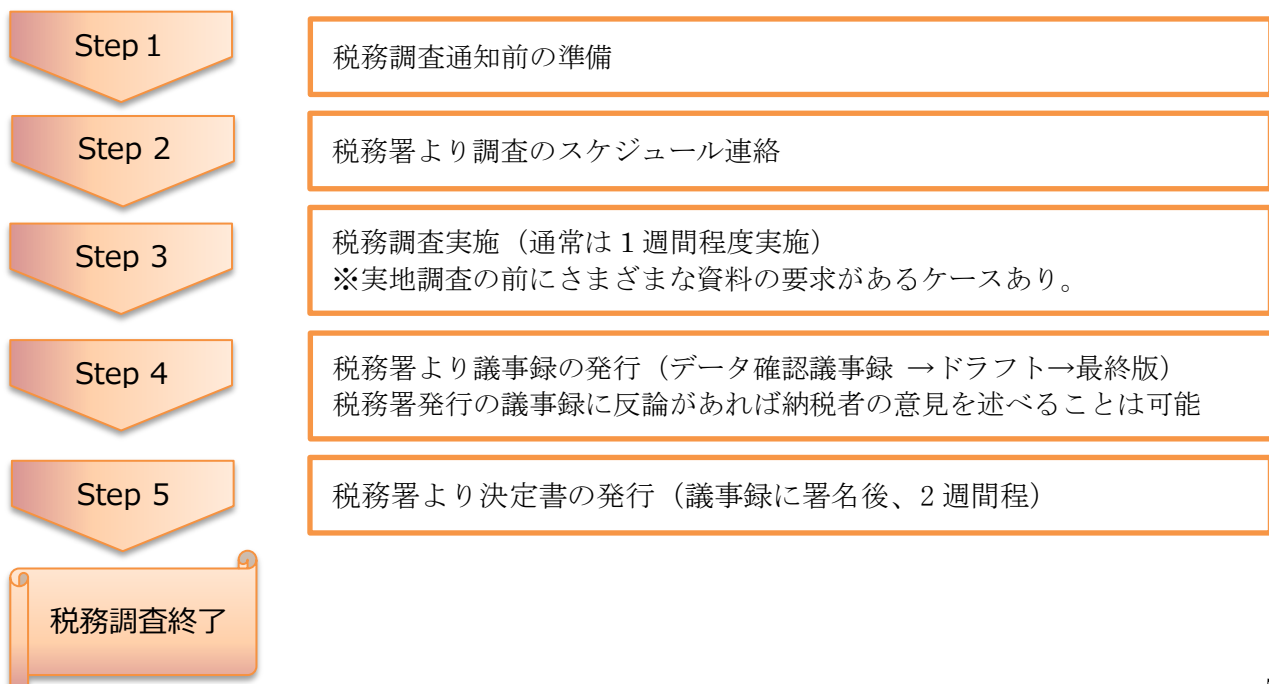 Step 1
税務調査通知前の準備
Step 2
税務署より調査のスケジュール連絡
Step 3
税務調査実施（通常は 1 週間程度実施）
※実地調査の前にさまざまな資料の要求があるケースあり。
Step 4
税務署より議事録の発行（データ確認議事録 →ドラフト→最終版）
税務署発行の議事録に反論があれば納税者の意見を述べることは可能
Step 5
税務署より決定書の発行（議事録に署名後、2 週間程）
税務調査終了